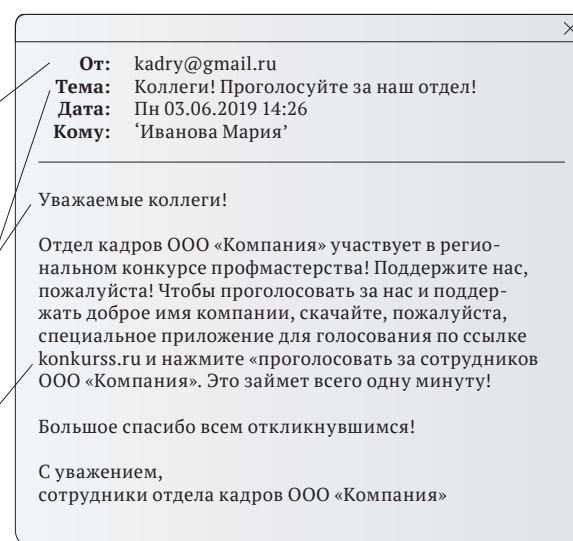 От: kadry@gmail.ru
Тема: Коллеги! Проголосуйте за наш отдел!
Дата: Пн 03.06.2019 14:26
Кому: ‘Иванова Мария’
Уважаемые коллеги!
Отдел кадров ООО «Компания» участвует в регио-
нальном конкурсе профмастерства! Поддержите нас,
пожалуйста! Чтобы проголосовать за нас и поддер-
жать доброе имя компании, скачайте, пожалуйста,
специальное приложение для голосования по ссылке
konkurss.ru и нажмите «проголосовать за сотрудников
ООО «Компания». Это займет всего одну минуту!
Большое спасибо всем откликнувшимся!
С уважением,
сотрудники отдела кадров ООО «Компания»